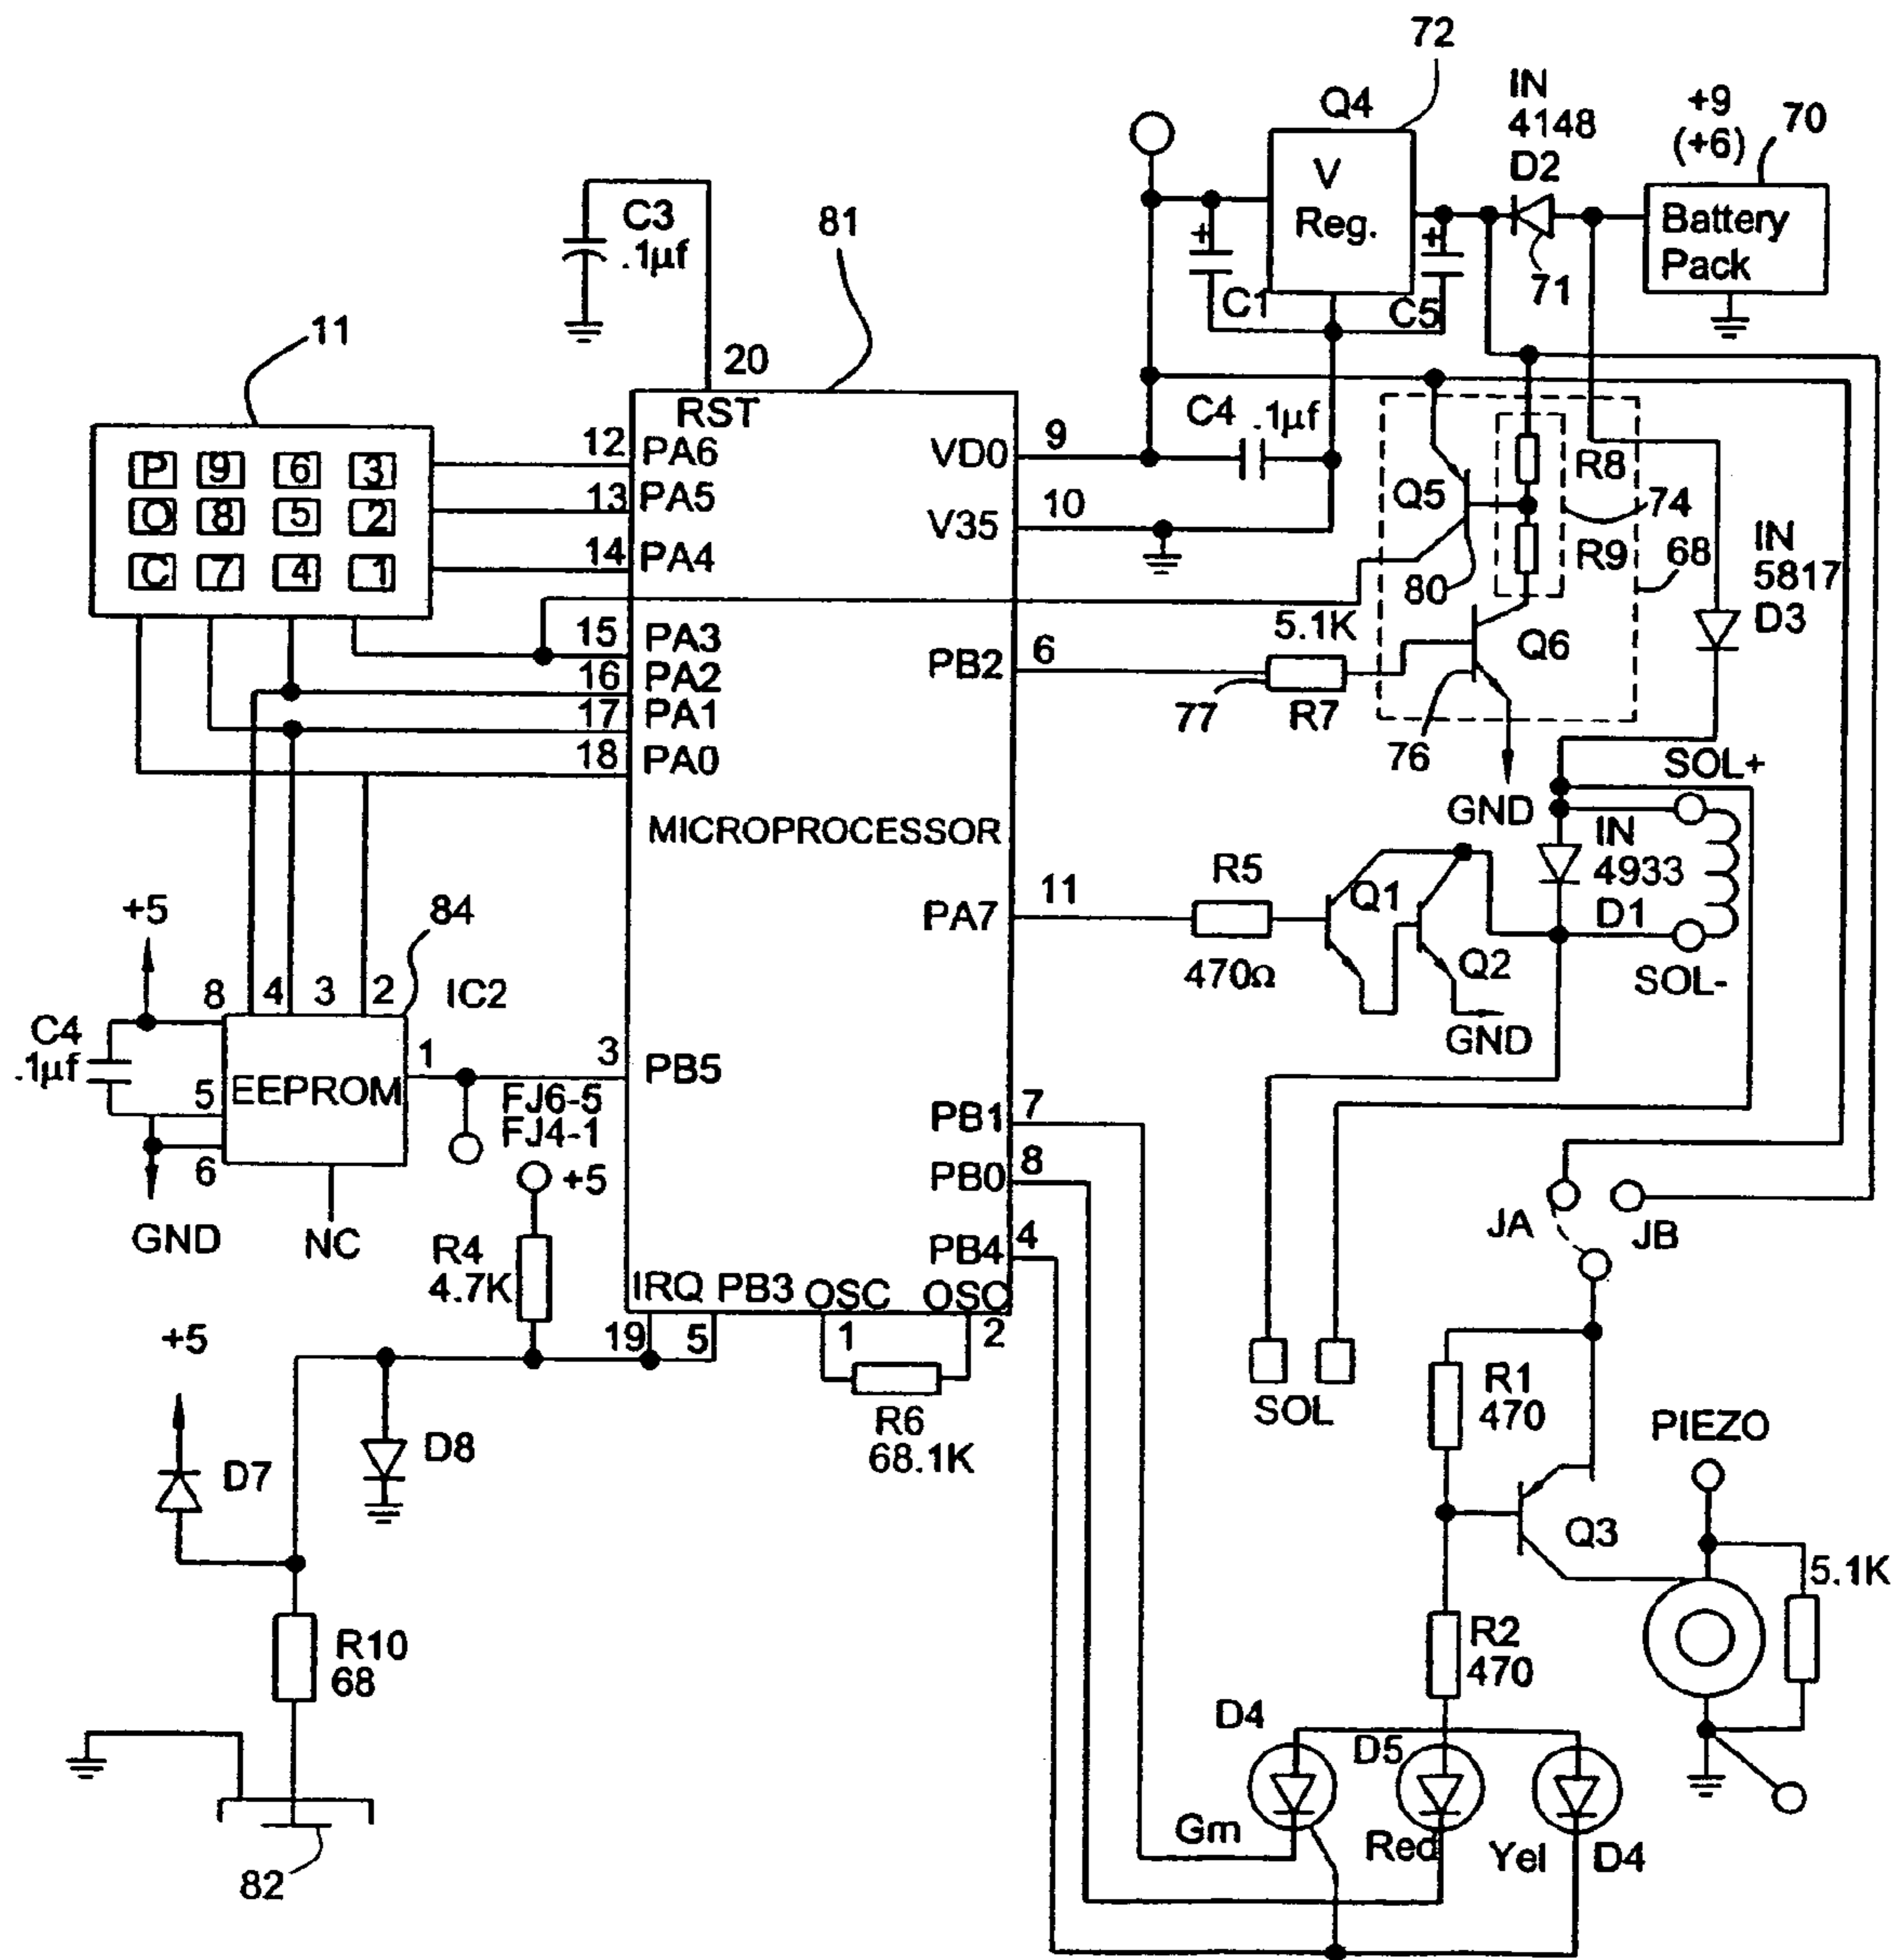 72
Q4
IN
4148
D2
+9
(+6)
70
V
Reg.
Battery
Pack
+
C1
+
C5
71
C3
.1µf
81
11
20
RST
P 9 6 3
O 8 5 2
C 7 4 1
12
PA6
13
PA5
14
PA4
15
PA3
16
PA2
17
PA1
18
PA0
MICROPROCESSOR
VD0
9
C4
.1µf
V35
10
Q5
R8
74
R9
68
80
IN
5817
D3
PB2
6
5.1K
77
R7
Q6
76
GND
SOL+
IN
4933
D1
SOL-
PA7
11
R5
470Ω
Q1
Q2
GND
+5
84
8
4
3
2
IC2
C4
.1µf
EEPROM
1
5
6
GND
NC
3
PB5
FJ6-5
FJ4-1
+5
R4
4.7K
PB1
7
PB0
8
PB4
4
IRQ
PB3
OSC
OSC
19
5
1
2
R6
68.1K
SOL
JA
JB
R1
470
PIEZO
Q3
5.1K
+5
D7
D8
R10
68
82
R2
470
D4
D5
Grn
Red
Yel
D4